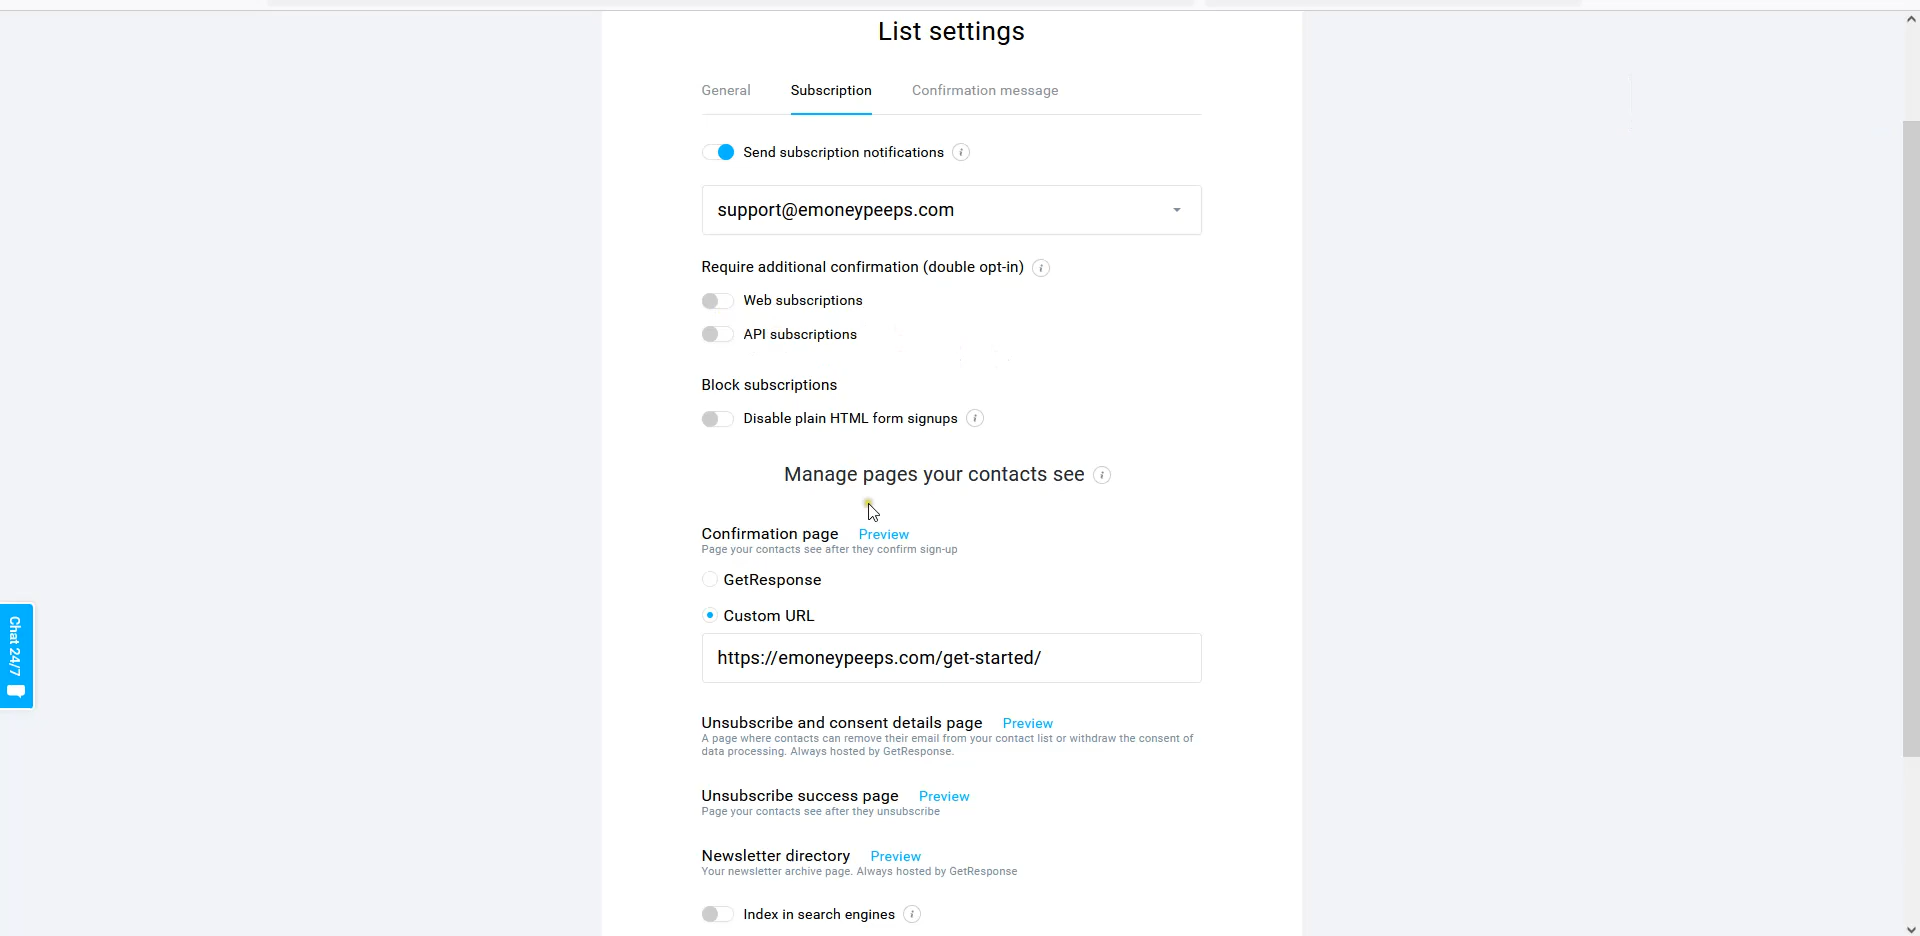 List settings
General Subscription Confirmation message
Send subscription notifications i
support@emoneypeeps.com
Require additional confirmation (double opt-in) i
Web subscriptions
API subscriptions
Block subscriptions
Disable plain HTML form signups i
Manage pages your contacts see i
Confirmation page Preview
Page your contacts see after they confirm sign-up
GetResponse
Custom URL
https://emoneypeeps.com/get-started/
Chat 24/7
Unsubscribe and consent details page Preview
A page where contacts can remove their email from your contact list or withdraw the consent of
data processing. Always hosted by GetResponse.
Unsubscribe success page Preview
Page your contacts see after they unsubscribe
Newsletter directory Preview
Your newsletter archive page. Always hosted by GetResponse
Index in search engines i